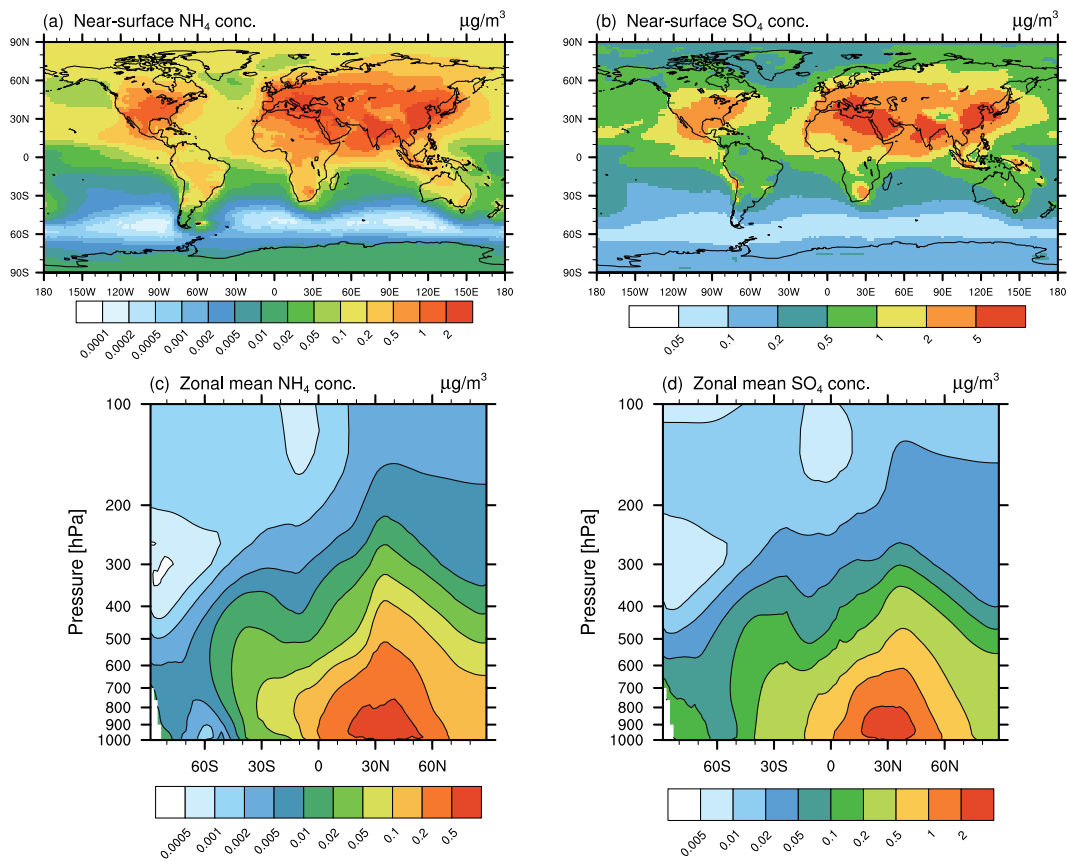 (a) Near-surface NH₄ conc. μg/m³
90N
60N
30N
0
30S
60S
90S
180 150W 120W 90W 60W 30W 0 30E 60E 90E 120E 150E 180
0.0001 0.0002 0.0005 0.001 0.002 0.005 0.01 0.02 0.05 0.1 0.2 0.5 1 2
(b) Near-surface SO₄ conc. μg/m³
90N
60N
30N
0
30S
60S
90S
180 150W 120W 90W 60W 30W 0 30E 60E 90E 120E 150E 180
0.05 0.1 0.2 0.5 1 2 5
(c) Zonal mean NH₄ conc. μg/m³
Pressure [hPa]
100
200
300
400
500
600
700
800
900
1000
60S 30S 0 30N 60N
0.0005 0.001 0.002 0.005 0.01 0.02 0.05 0.1 0.2 0.5
(d) Zonal mean SO₄ conc. μg/m³
Pressure [hPa]
100
200
300
400
500
600
700
800
900
1000
60S 30S 0 30N 60N
0.005 0.01 0.02 0.05 0.1 0.2 0.5 1 2